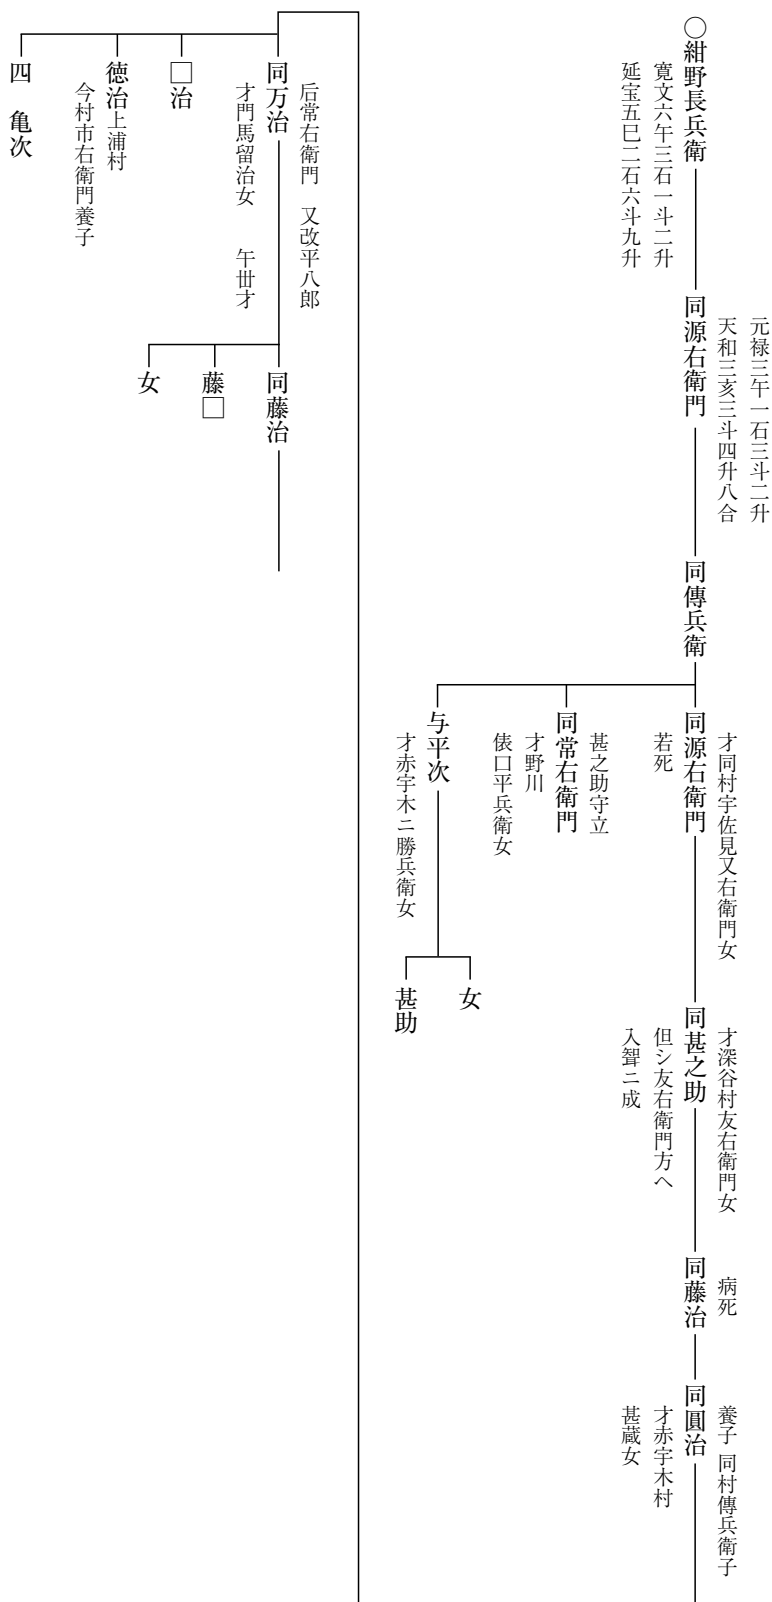 ○紺野長兵衛
寛文六午三石一斗二升
延宝五巳二石六斗九升
元禄三午一石三斗二升
天和三亥三斗四升八合
同源右衛門
同傳兵衛
才同村宇佐見又右衛門女
同源右衛門
若死
甚之助守立
同常右衛門
才野川
俵口平兵衛女
与平次
才赤宇木ニ勝兵衛女
女
甚助
才深谷村友右衛門女
同甚之助
但シ友右衛門方へ
入聟ニ成
病死
同藤治
養子 同村傳兵衛子
同圓治
才赤宇木村
甚蔵女
后常右衛門 又改平八郎
同万治
才門馬留治女 午丗才
□治
徳治上浦村
今村市右衛門養子
四 亀次
同藤治
藤□
女